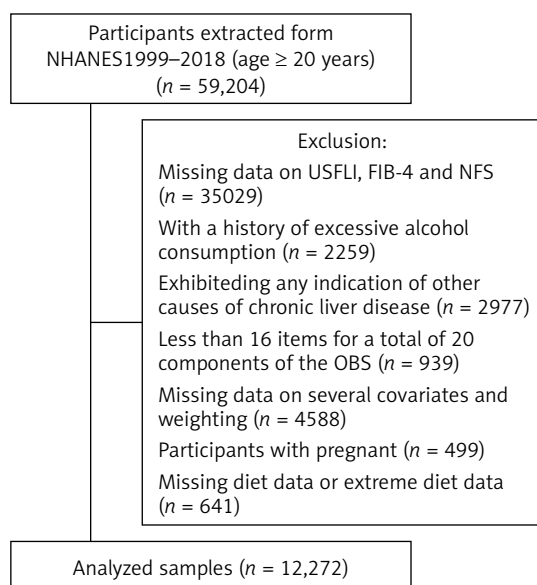 Participants extracted form
NHANES1999–2018 (age ≥ 20 years)
(n = 59,204)
Exclusion:
Missing data on USFLI, FIB-4 and NFS
(n = 35029)
With a history of excessive alcohol
consumption (n = 2259)
Exhibiteding any indication of other
causes of chronic liver disease (n = 2977)
Less than 16 items for a total of 20
components of the OBS (n = 939)
Missing data on several covariates and
weighting (n = 4588)
Participants with pregnant (n = 499)
Missing diet data or extreme diet data
(n = 641)
Analyzed samples (n = 12,272)